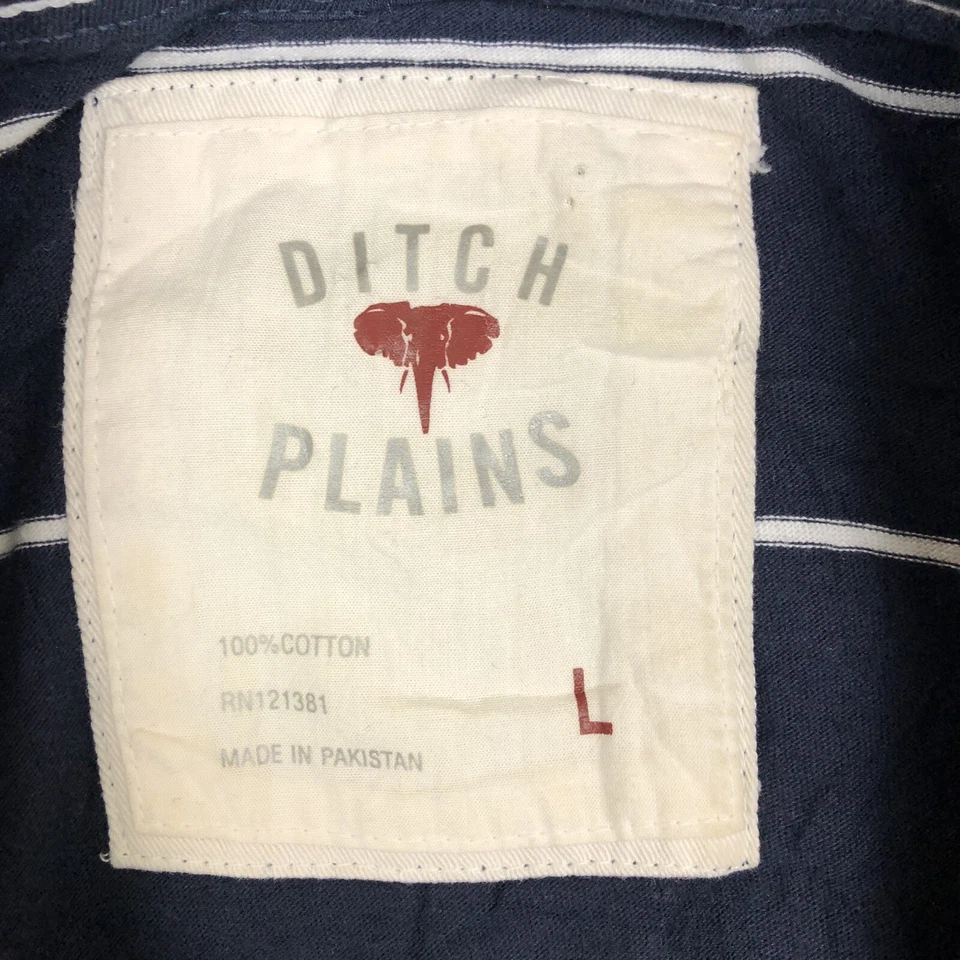 DITCH
PLAINS
100%COTTON
RN121381
L
MADE IN PAKISTAN